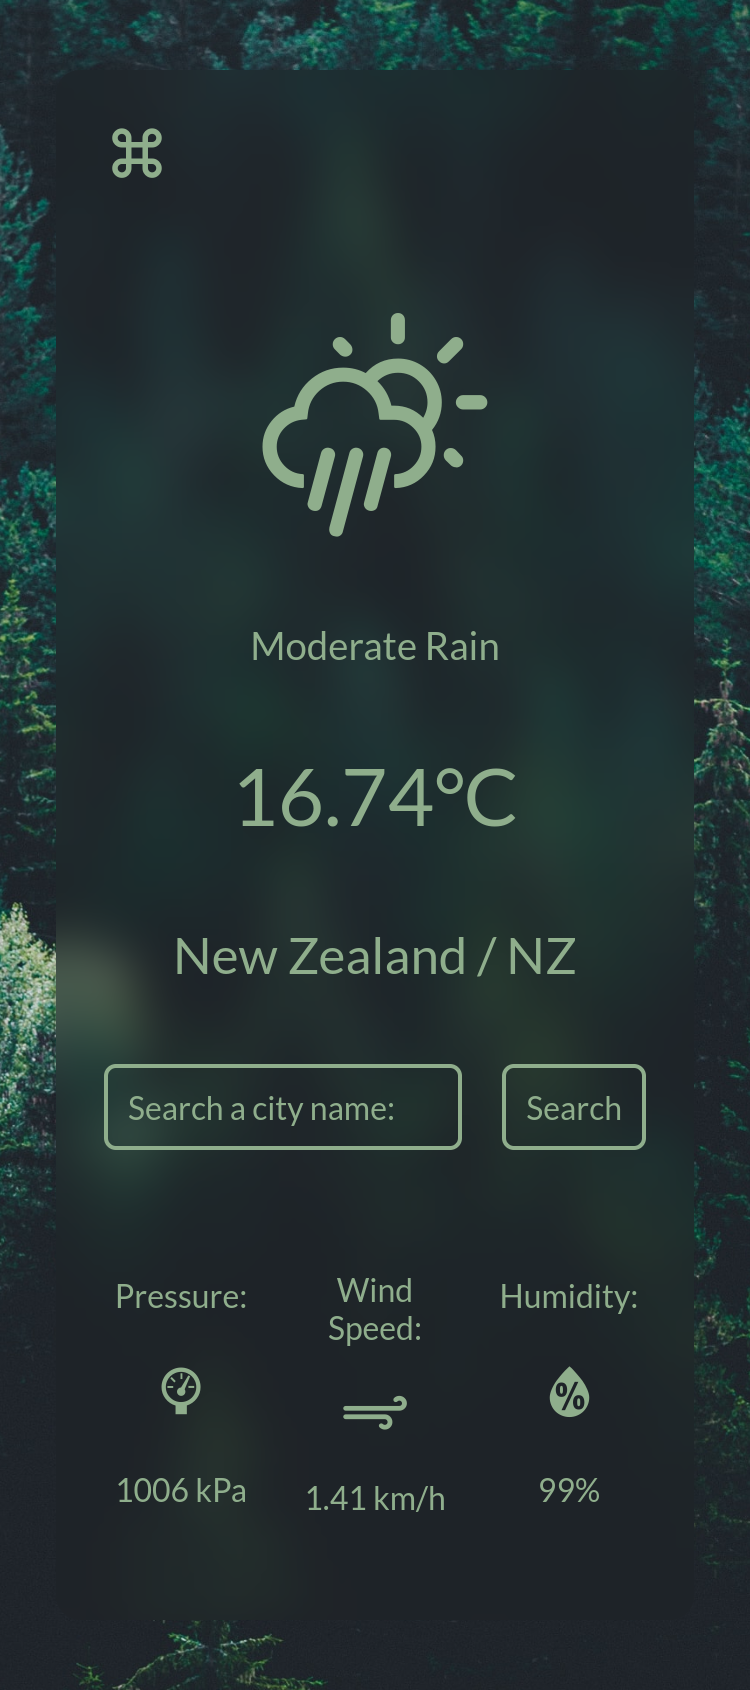 Moderate Rain
16.74°C
New Zealand / NZ
Search a city name:
Search
Pressure:
Wind
Speed:
Humidity:
%
1006 kPa
1.41 km/h
99%